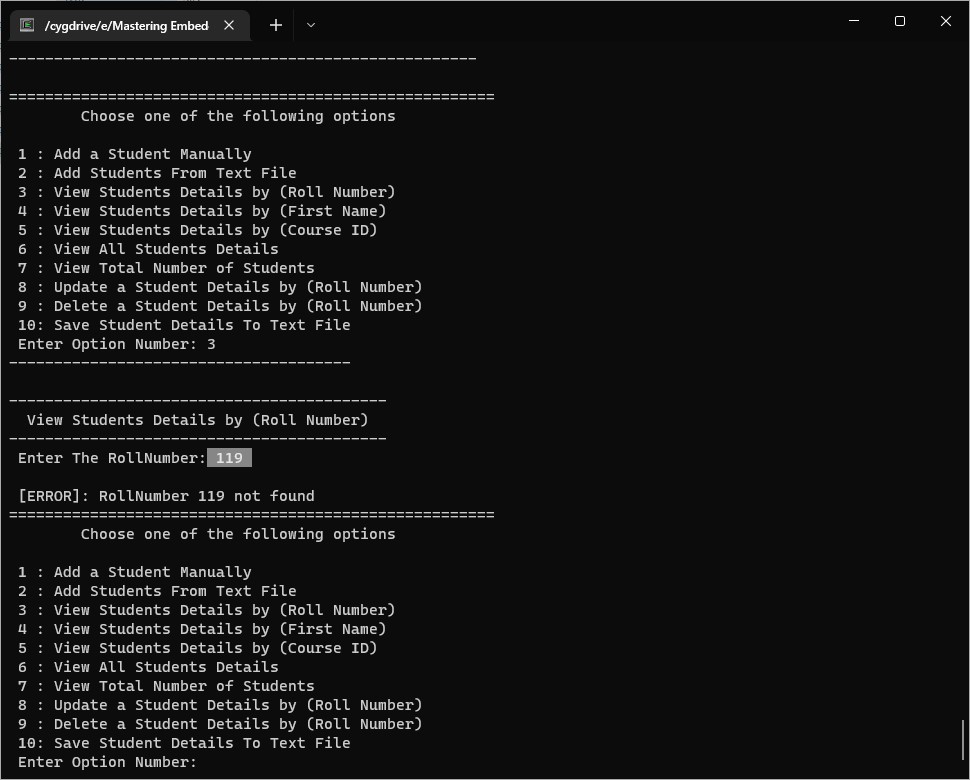 /cygdrive/e/Mastering Embed
----------------------------------------------------
======================================================
Choose one of the following options
1 : Add a Student Manually
2 : Add Students From Text File
3 : View Students Details by (Roll Number)
4 : View Students Details by (First Name)
5 : View Students Details by (Course ID)
6 : View All Students Details
7 : View Total Number of Students
8 : Update a Student Details by (Roll Number)
9 : Delete a Student Details by (Roll Number)
10: Save Student Details To Text File
Enter Option Number: 3
--------------------------------------
------------------------------------------
View Students Details by (Roll Number)
------------------------------------------
Enter The RollNumber: 119
[ERROR]: RollNumber 119 not found
======================================================
Choose one of the following options
1 : Add a Student Manually
2 : Add Students From Text File
3 : View Students Details by (Roll Number)
4 : View Students Details by (First Name)
5 : View Students Details by (Course ID)
6 : View All Students Details
7 : View Total Number of Students
8 : Update a Student Details by (Roll Number)
9 : Delete a Student Details by (Roll Number)
10: Save Student Details To Text File
Enter Option Number: